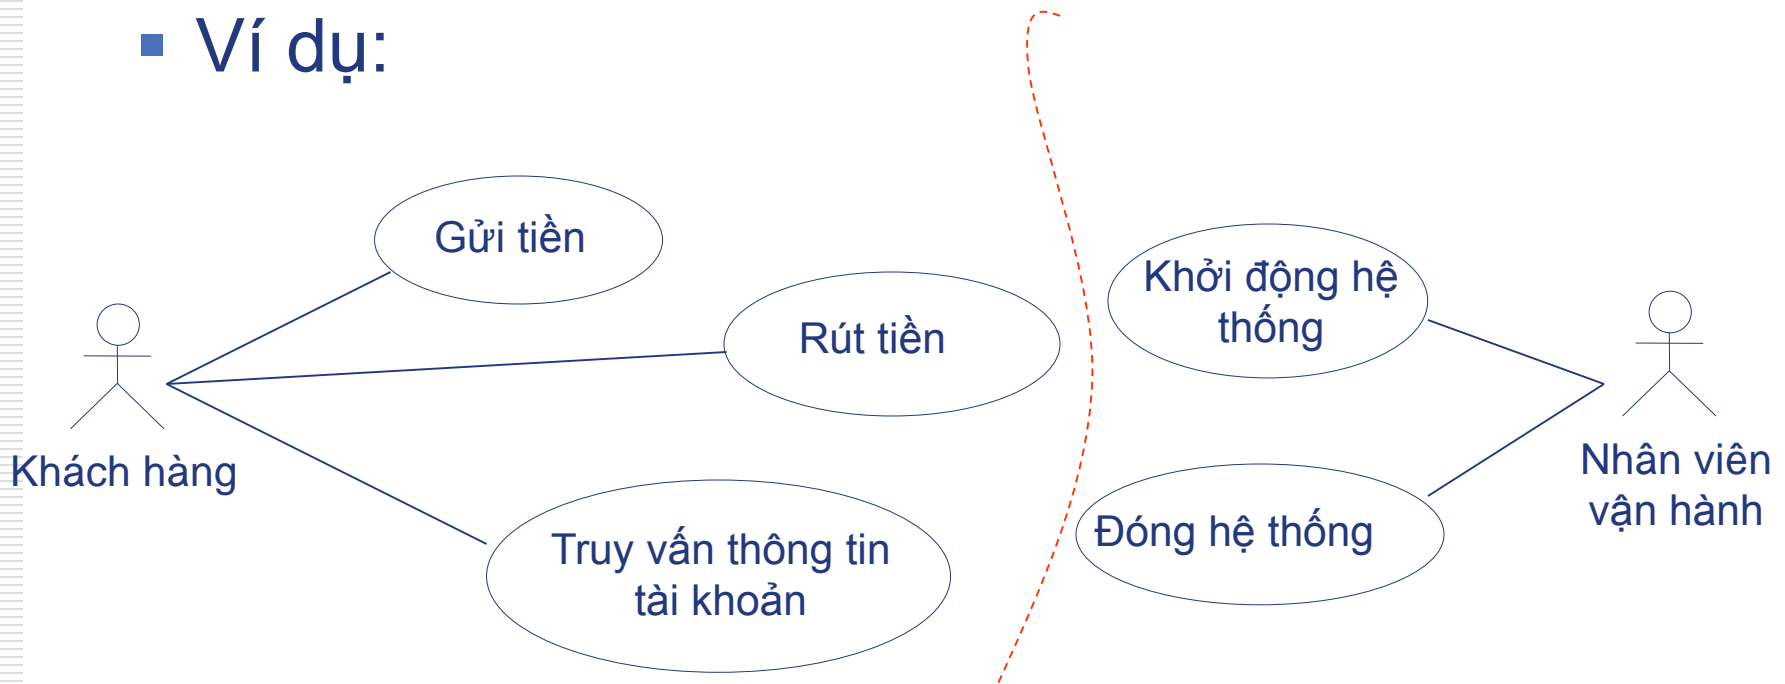 Ví dụ:
Gửi tiền
Rút tiền
Truy vấn thông tin
tài khoản
Khách hàng
Khởi động hệ
thống
Đóng hệ thống
Nhân viên
vận hành